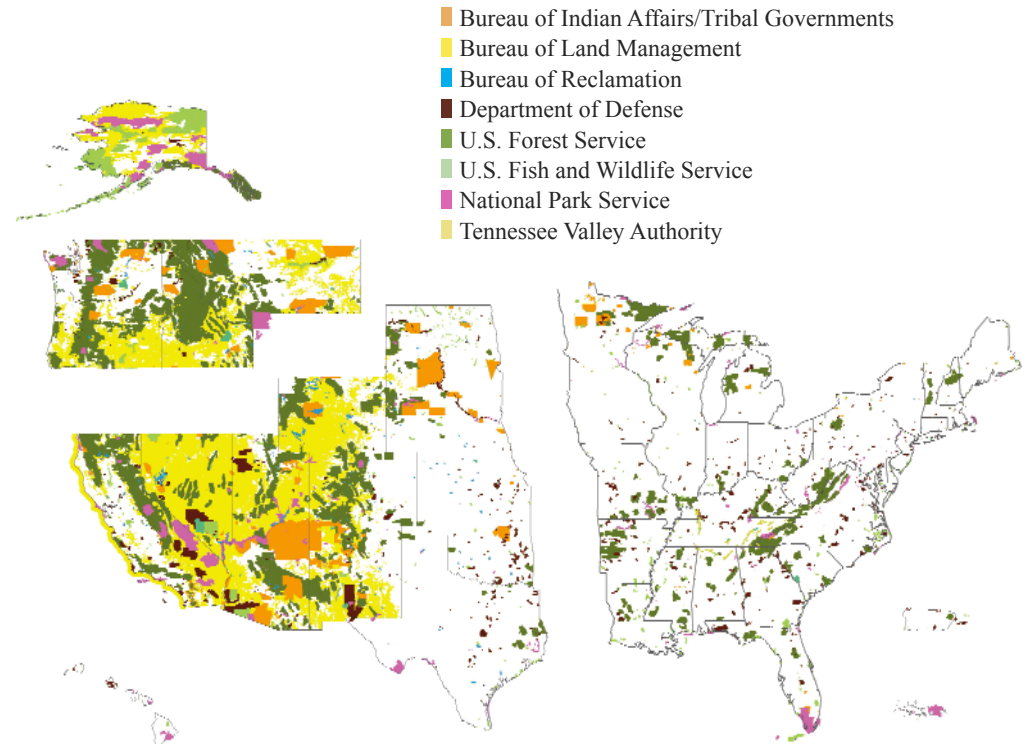 Bureau of Indian Affairs/Tribal Governments
Bureau of Land Management
Bureau of Reclamation
Department of Defense
U.S. Forest Service
U.S. Fish and Wildlife Service
National Park Service
Tennessee Valley Authority